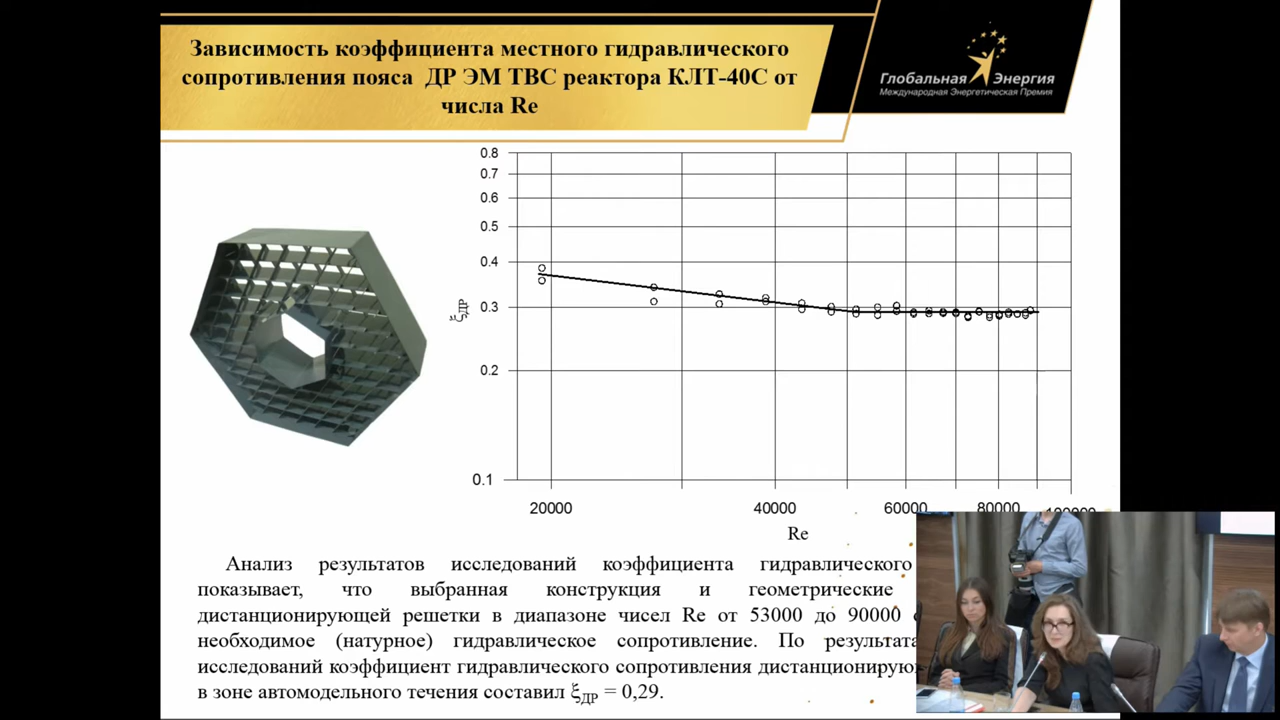 Зависимость коэффициента местного гидравлического
сопротивления пояса ДР ЭМ ТВС реактора КЛТ-40С от
числа Re
Глобальная Энергия
Международная Энергетическая Премия
0.8
0.7
0.6
0.5
0.4
0.3
0.2
0.1
ξДР
20000 40000 60000 80000
Re
Анализ результатов исследований коэффициента гидравлического
показывает, что выбранная конструкция и геометрические
дистанционирующей решетки в диапазоне чисел Re от 53000 до 90000
необходимое (натурное) гидравлическое сопротивление. По
исследований коэффициент гидравлического сопротивления
в зоне автомодельного течения составил ξДР = 0,29.